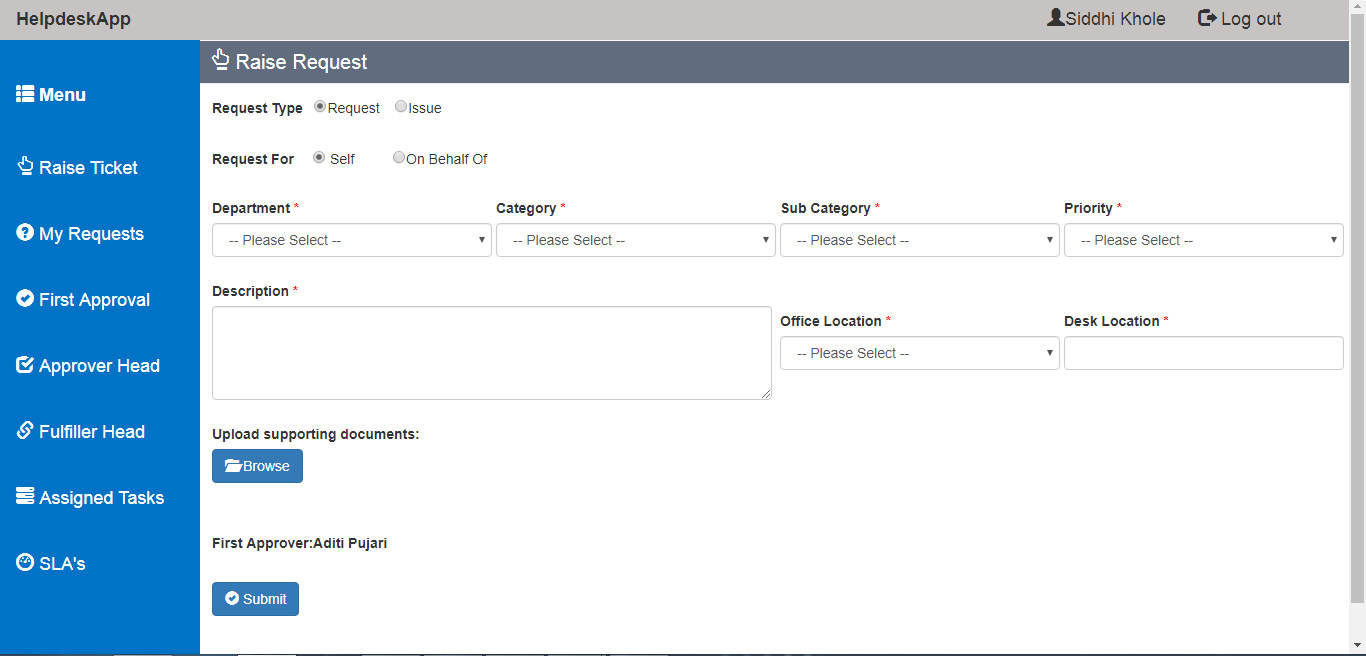 HelpdeskApp
Siddhi Khole Log out
Menu
Raise Ticket
My Requests
First Approval
Approver Head
Fulfiller Head
Assigned Tasks
SLA's
Raise Request
Request Type Request Issue
Request For Self On Behalf Of
Department * Category * Sub Category * Priority *
-- Please Select -- -- Please Select -- -- Please Select -- -- Please Select --
Description *
Office Location * Desk Location *
-- Please Select --
Upload supporting documents:
Browse
First Approver:Aditi Pujari
Submit